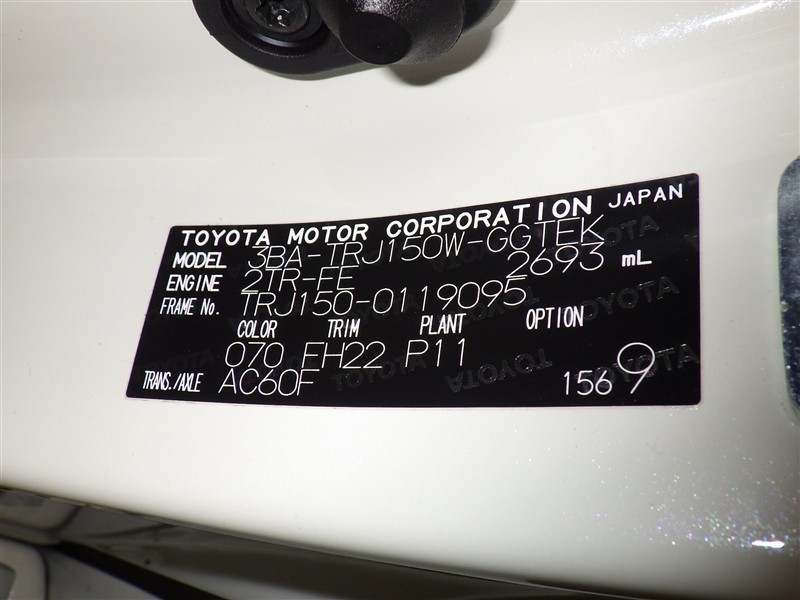 TOYOTA MOTOR CORPORATION JAPAN
MODEL 3BA-TRJ150W-GGTEK
ENGINE 2TR-FE 2693 mL
FRAME No. TRJ150-0119095
COLOR TRIM PLANT OPTION
070 EH22 P11
TRANS./AXLE AC60F 156 9